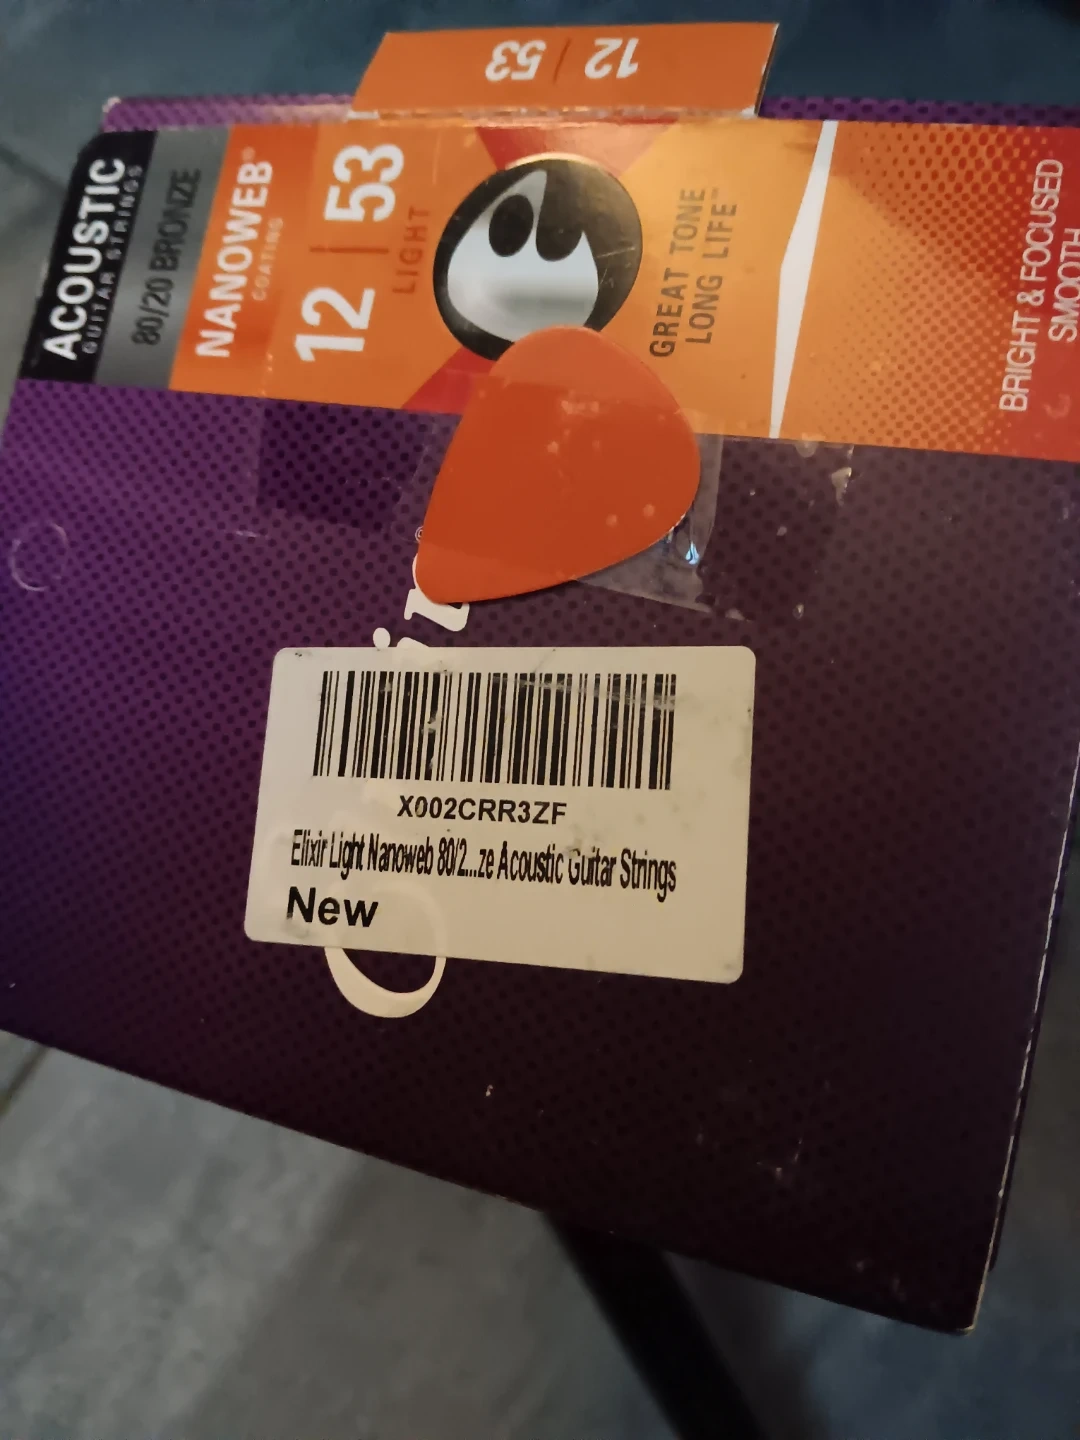 12 | 53
ACOUSTIC
GUITAR STRINGS
80/20 BRONZE
NANOWEB®
COATING
12 | 53
LIGHT
GREAT TONE
LONG LIFE™
BRIGHT & FOCUSED
SMOOTH
X002CRR3ZF
Elixir Light Nanoweb 80/2...ze Acoustic Guitar Strings
New